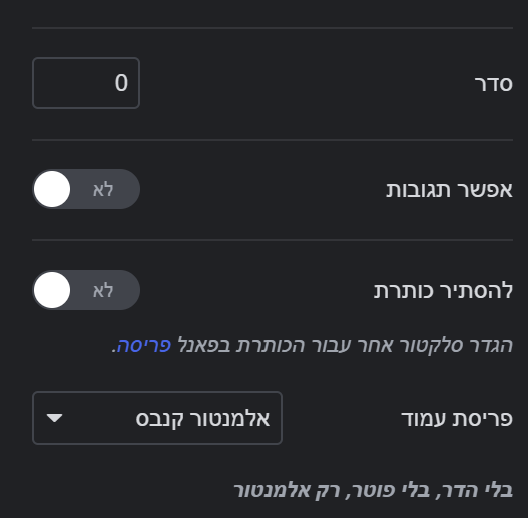 סדר
0
אפשר תגובות
לא
להסתיר כותרת
לא
הגדר סלקטור אחר עבור הכותרת בפאנל פריסה.
פריסת עמוד
אלמנטור קנבס
בלי הדר, בלי פוטר, רק אלמנטור